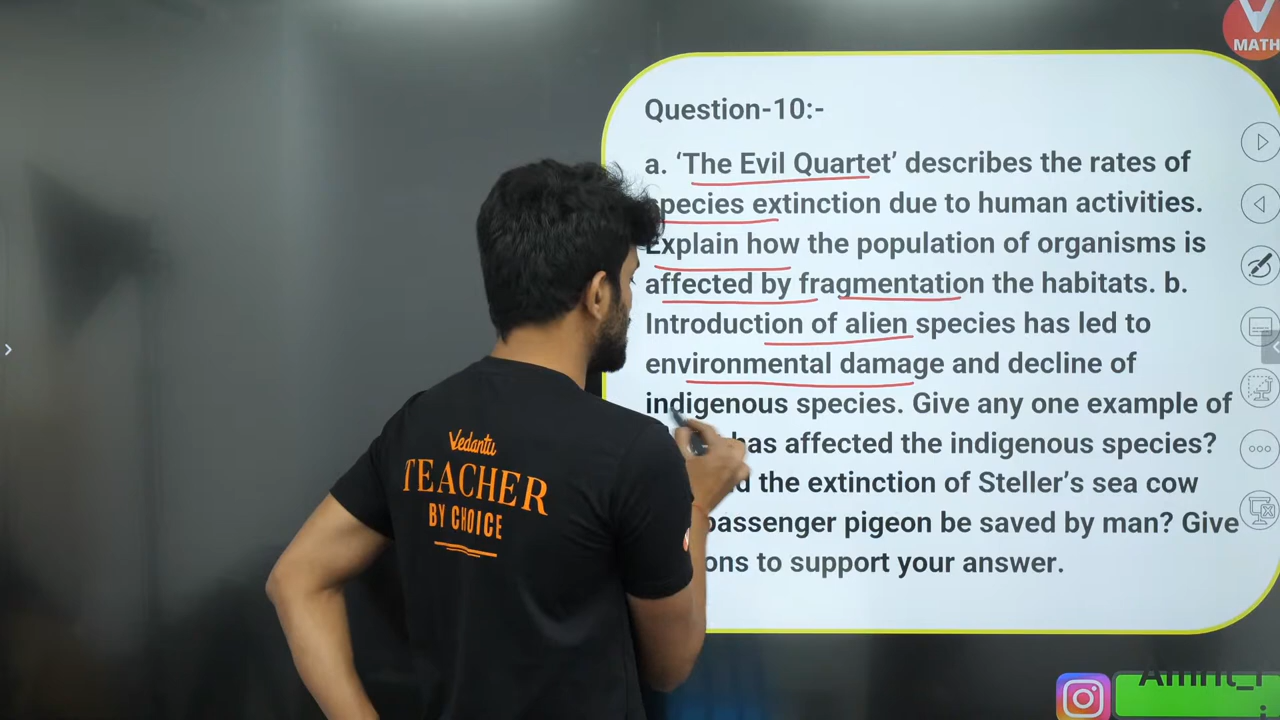 MATH
Question-10:-
a. ‘The Evil Quartet’ describes the rates of
species extinction due to human activities.
Explain how the population of organisms is
affected by fragmentation the habitats. b.
Introduction of alien species has led to
environmental damage and decline of
indigenous species. Give any one example of
has affected the indigenous species?
the extinction of Steller’s sea cow
passenger pigeon be saved by man? Give
to support your answer.
Vedantu
TEACHER
BY CHOICE